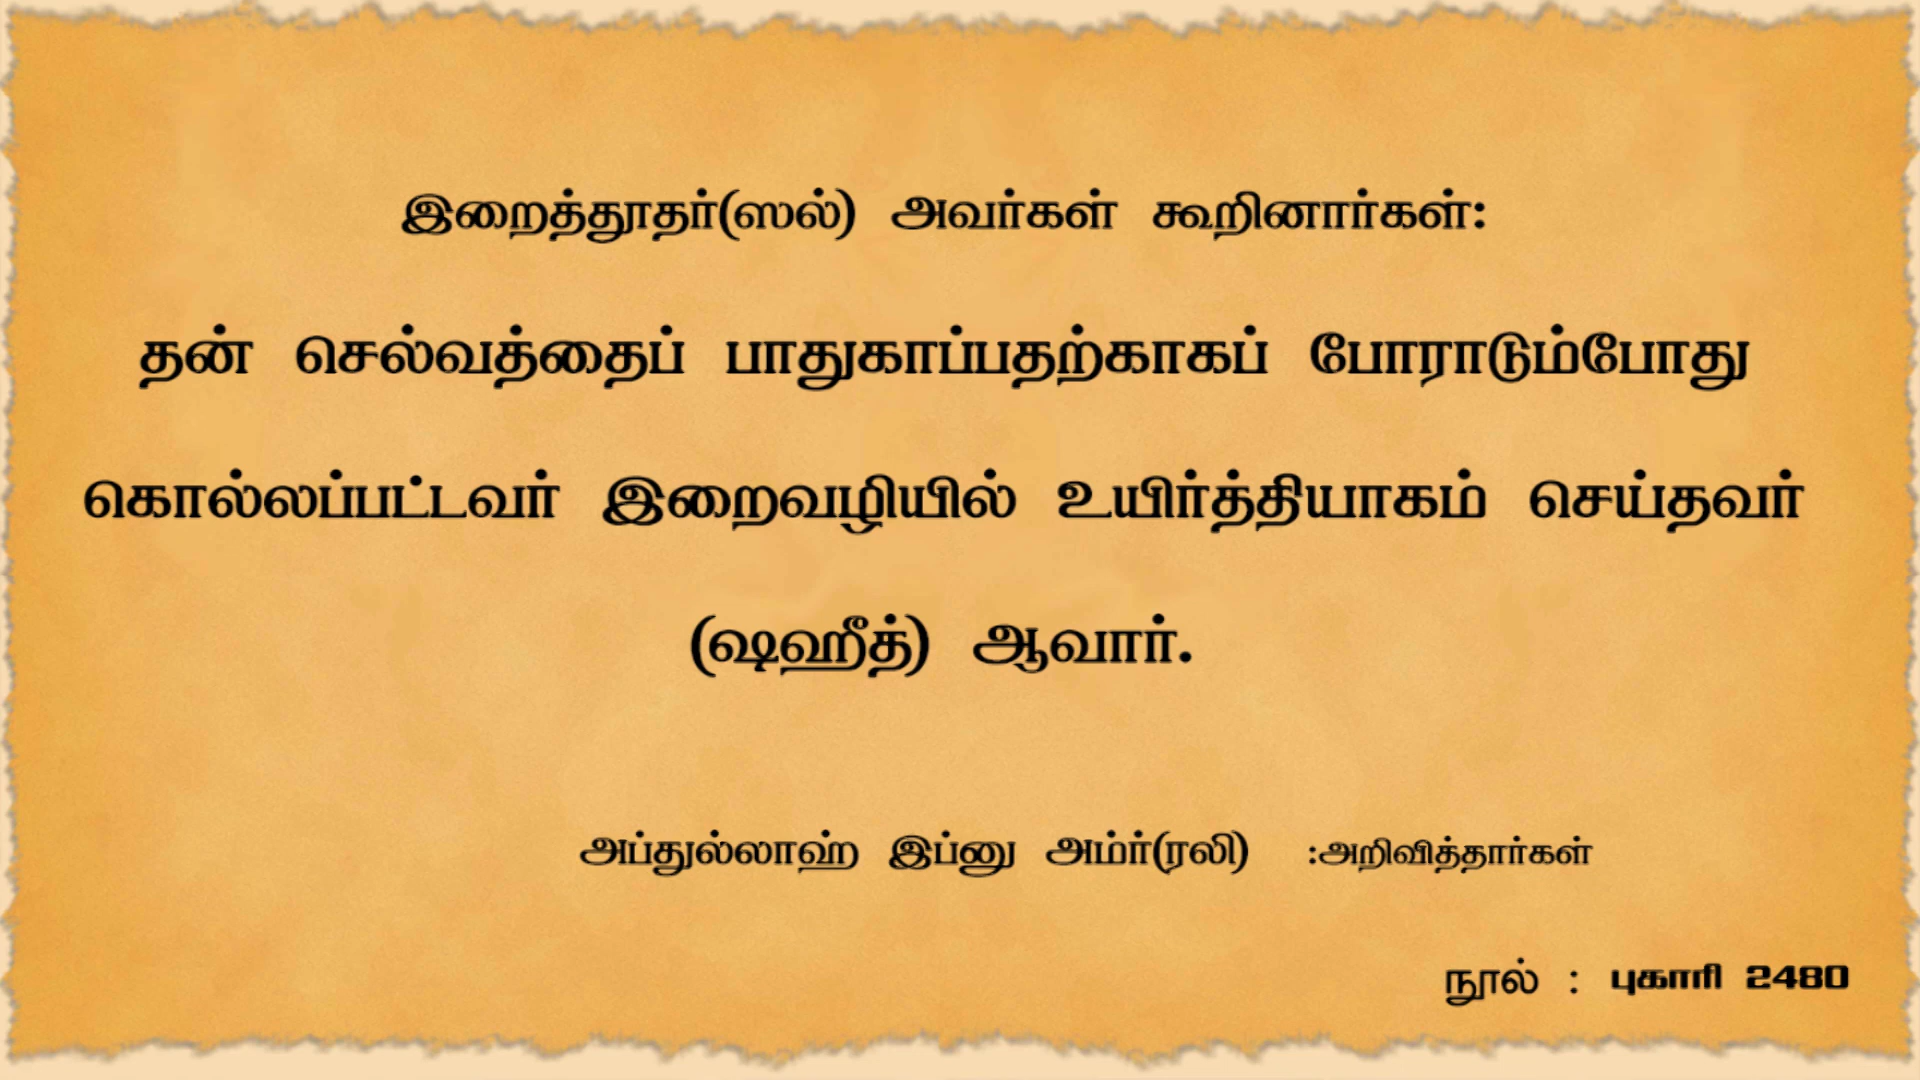 இறைத்தூதர்(ஸல்) அவர்கள் கூறினார்கள்:
தன் செல்வத்தைப் பாதுகாப்பதற்காகப் போராடும்போது
கொல்லப்பட்டவர் இறைவழியில் உயிர்த்தியாகம் செய்தவர்
(ஷஹீத்) ஆவார்.
அப்துல்லாஹ் இப்னு அம்ர்(ரலி) :அறிவித்தார்கள்
நூல் : புகாரி 2480